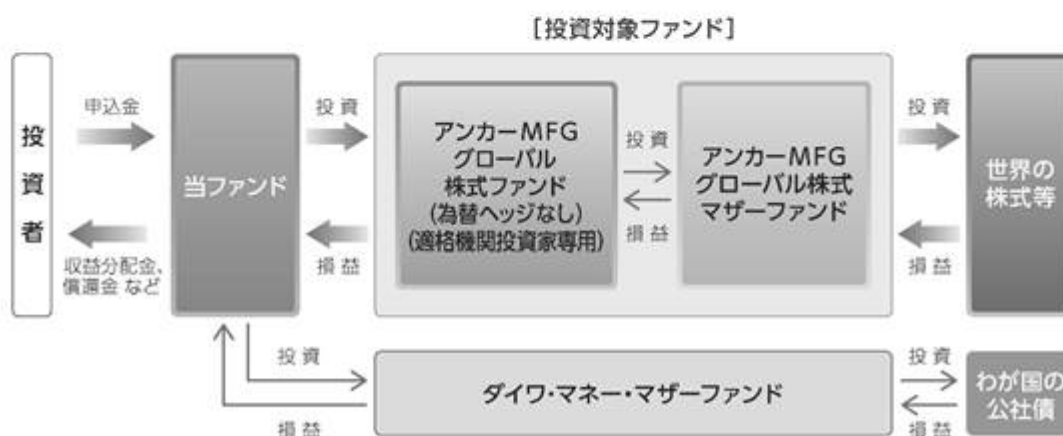 [投資対象ファンド]
投資者
申込金
収益分配金、
償還金 など
当ファンド
投資
損益
アンカーMFG
グローバル
株式ファンド
(為替ヘッジなし)
(適格機関投資家専用)
投資
損益
アンカーMFG
グローバル株式
マザーファンド
投資
損益
世界の
株式等
投資
損益
ダイワ・マネー・マザーファンド
投資
損益
わが国の
公社債